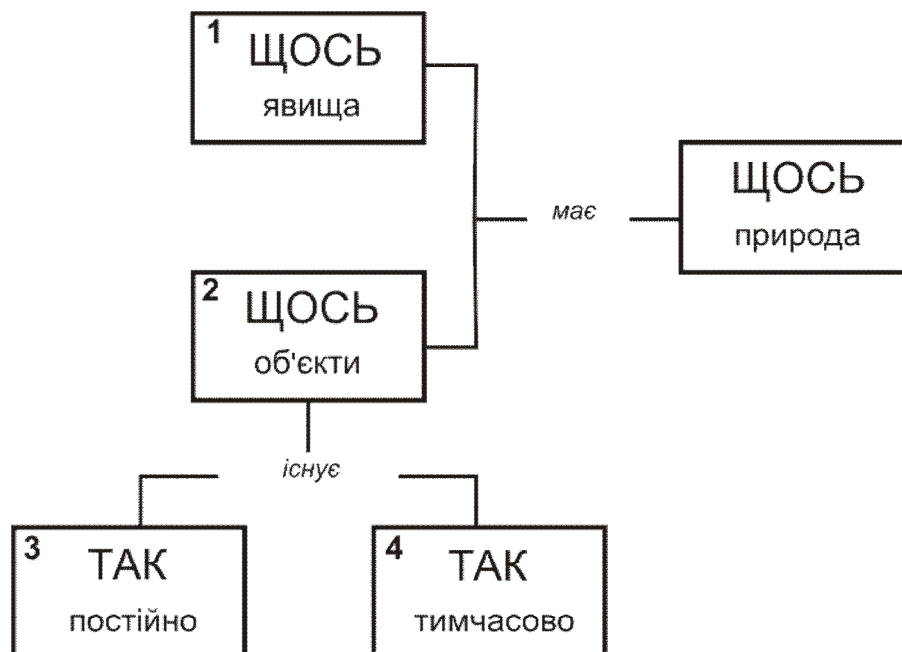 1 ЩОСЬ
явища
ЩОСЬ
природа
має
2 ЩОСЬ
об'єкти
існує
3 ТАК
постійно
4 ТАК
тимчасово